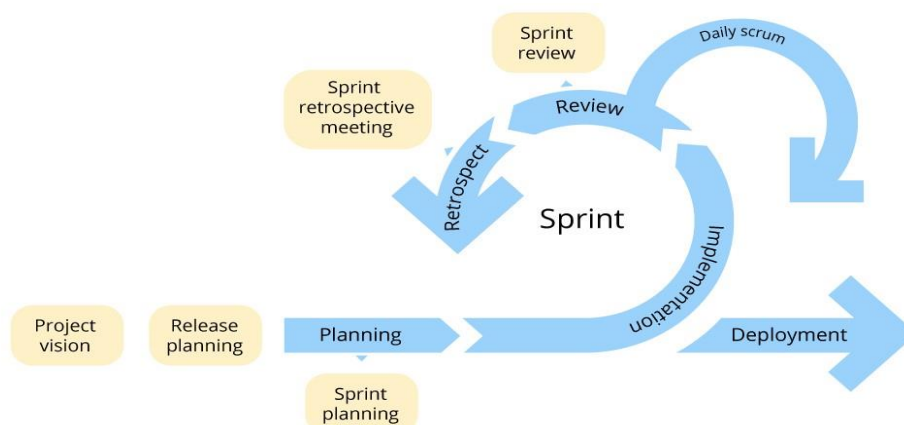 Sprint
review
Daily scrum
Sprint
retrospective
meeting
Review
Retrospect
Sprint
Implementation
Project
vision
Release
planning
Planning
Deployment
Sprint
planning